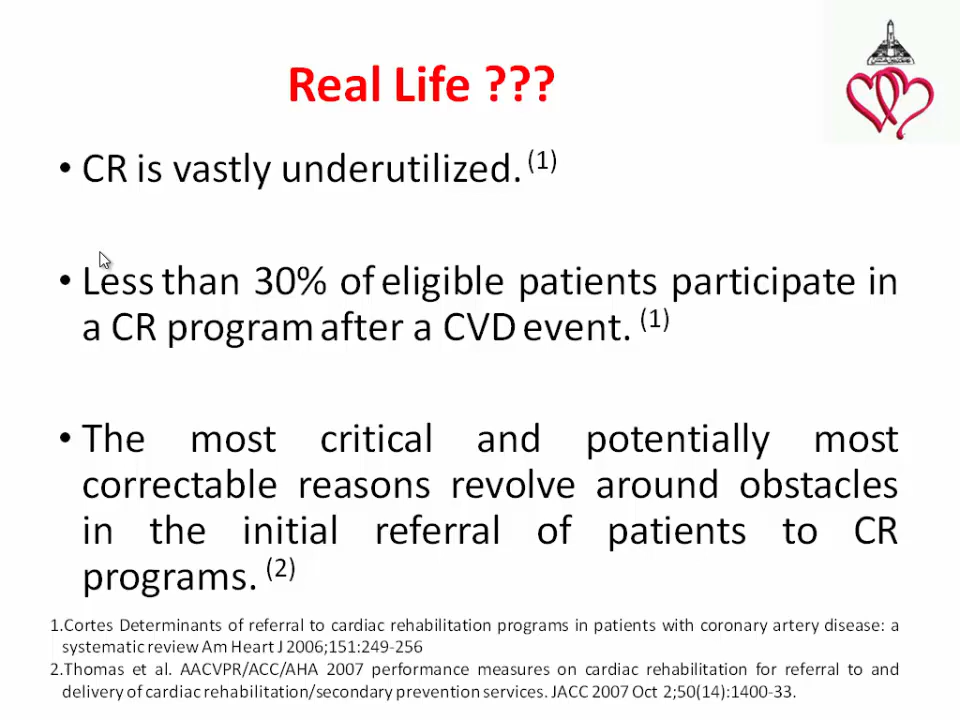 Real Life ???
• CR is vastly underutilized. (1)
• Less than 30% of eligible patients participate in
a CR program after a CVD event. (1)
• The most critical and potentially most
correctable reasons revolve around obstacles
in the initial referral of patients to CR
programs. (2)
1.Cortes Determinants of referral to cardiac rehabilitation programs in patients with coronary artery disease: a
systematic review Am Heart J 2006;151:249-256
2.Thomas et al. AACVPR/ACC/AHA 2007 performance measures on cardiac rehabilitation for referral to and
delivery of cardiac rehabilitation/secondary prevention services. JACC 2007 Oct 2;50(14):1400-33.